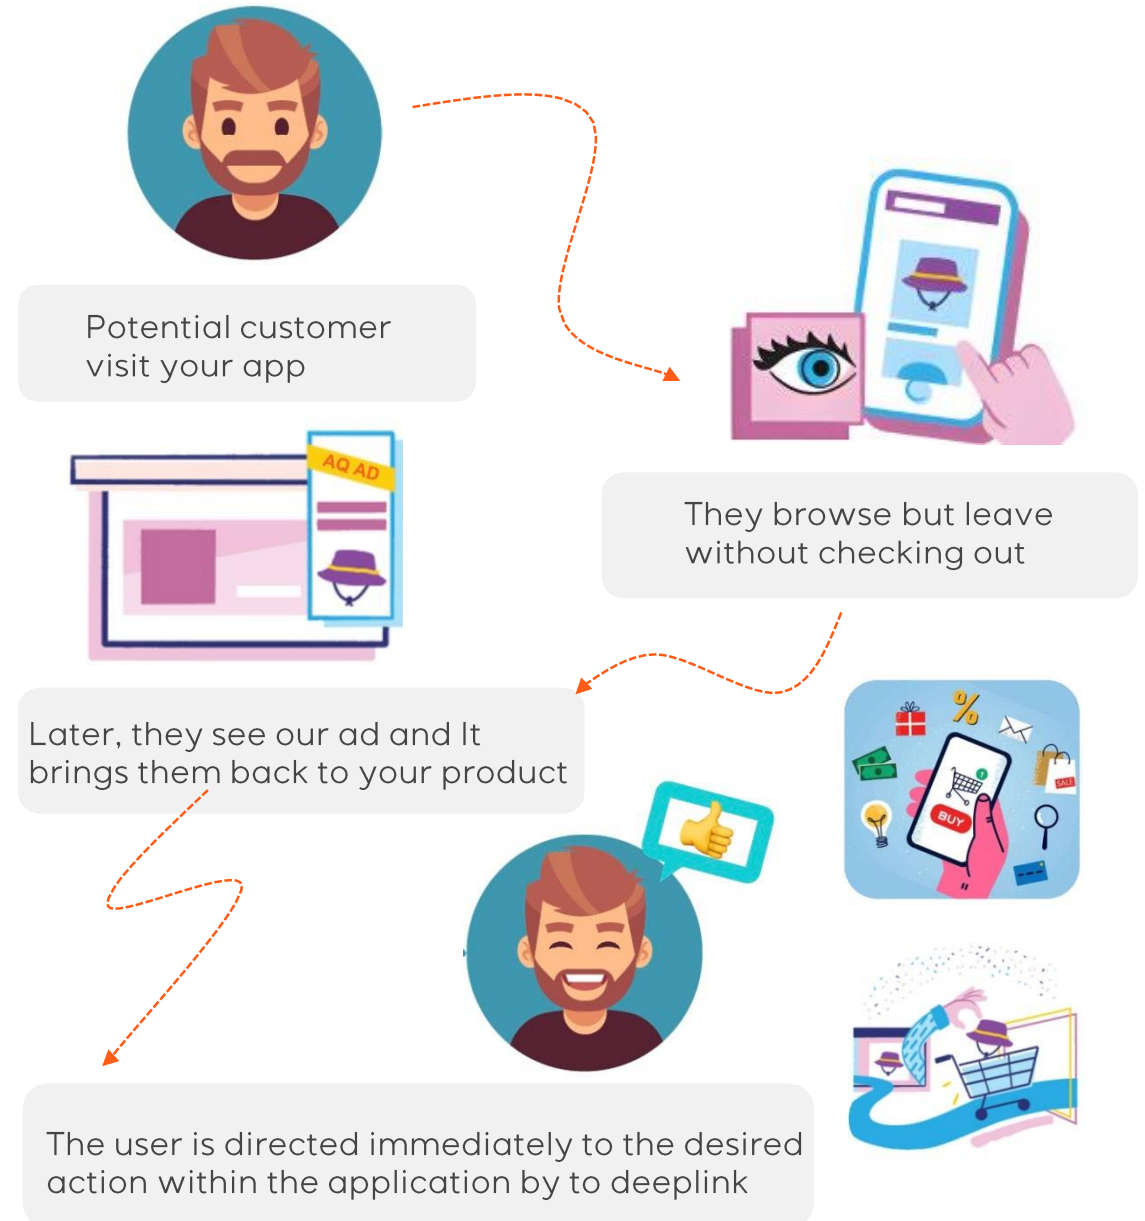 Potential customer
visit your app
They browse but leave
without checking out
AQ AD
Later, they see our ad and It
brings them back to your product
%
1
SALE
BUY
The user is directed immediately to the desired
action within the application by to deeplink